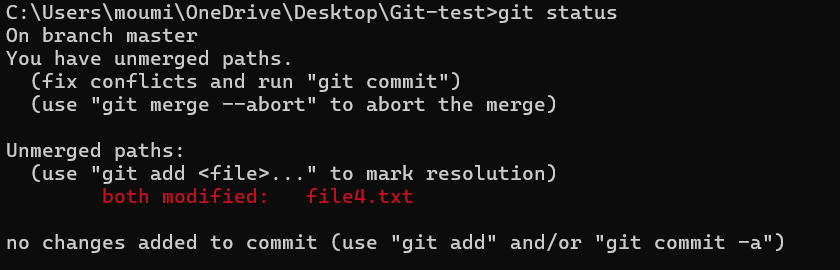 C:\Users\moumi\OneDrive\Desktop\Git-test>git status
On branch master
You have unmerged paths.
  (fix conflicts and run "git commit")
  (use "git merge --abort" to abort the merge)

Unmerged paths:
  (use "git add <file>..." to mark resolution)
        both modified:   file4.txt

no changes added to commit (use "git add" and/or "git commit -a")